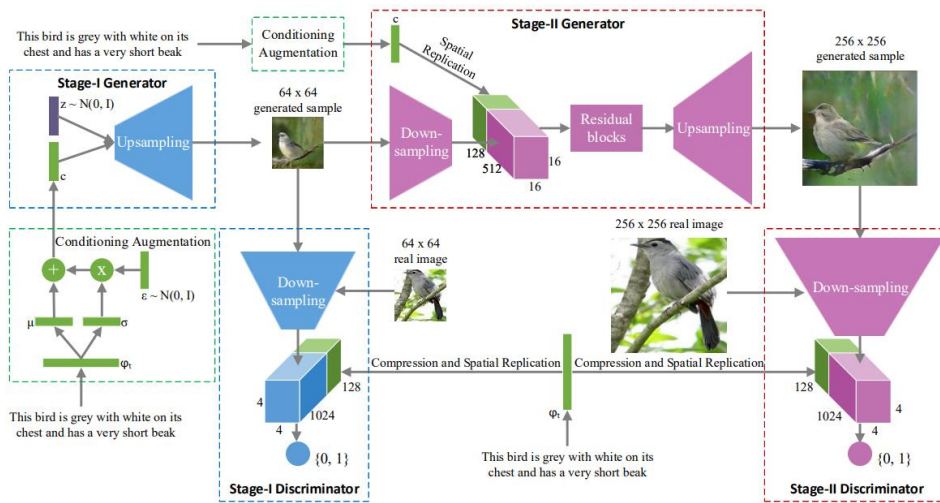 This bird is grey with white on its
chest and has a very short beak
Conditioning
Augmentation
c
Stage-II Generator
Spatial
Replication
256 x 256
generated sample
Stage-I Generator
z ~ N(0, I)
Upsampling
c
64 x 64
generated sample
Down-
sampling
128
512
16
16
Residual
blocks
Upsampling
Conditioning Augmentation
+
x
ε ~ N(0, I)
μ
σ
φt
This bird is grey with white on its
chest and has a very short beak
64 x 64
real image
Down-
sampling
256 x 256 real image
Down-sampling
Compression and Spatial Replication
Compression and Spatial Replication
128
1024
4
4
{0, 1}
Stage-I Discriminator
φt
This bird is grey with white on its
chest and has a very short beak
128
1024
4
4
{0, 1}
Stage-II Discriminator